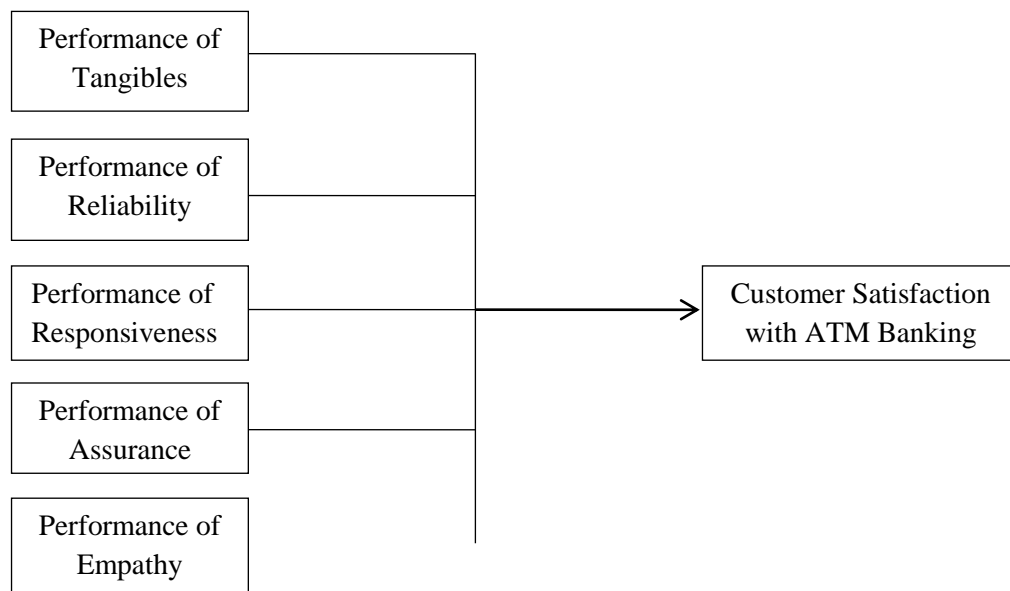 Performance of
Tangibles
Performance of
Reliability
Performance of
Responsiveness
Customer Satisfaction
with ATM Banking
Performance of
Assurance
Performance of
Empathy